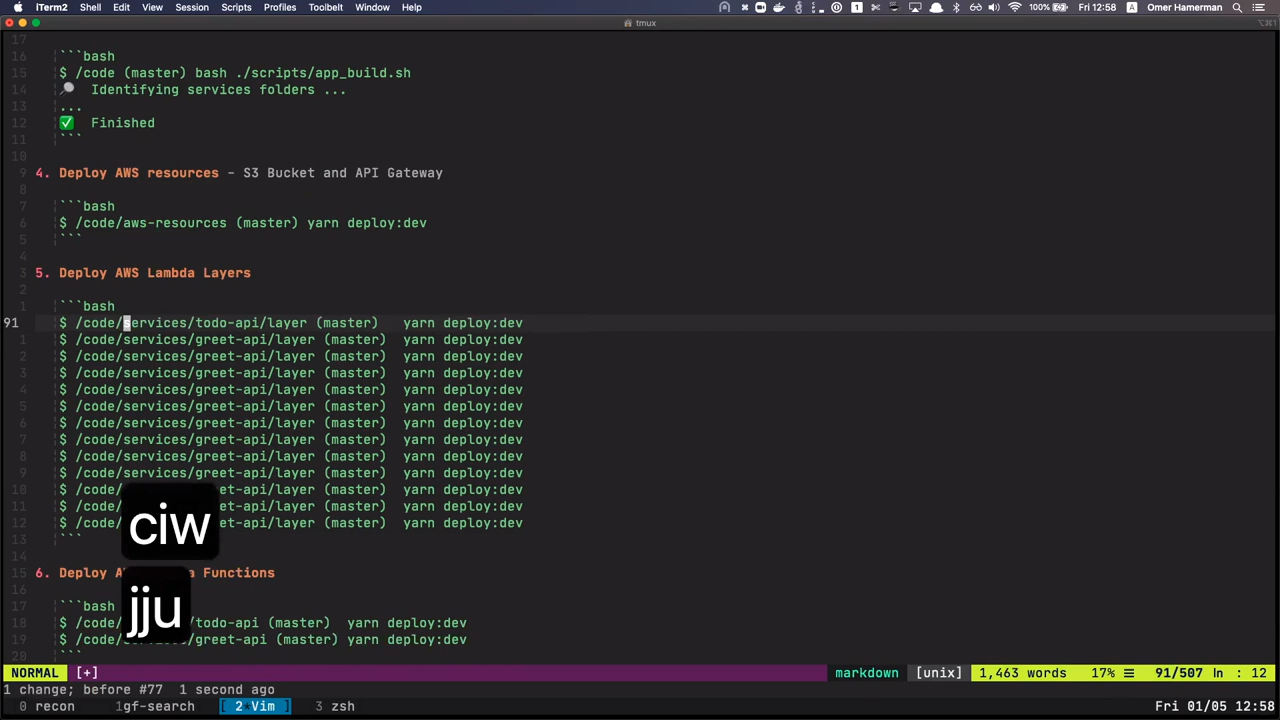 iTerm2 Shell Edit View Session Scripts Profiles Toolbelt Window Help 1 100% A Fri 12:58 Omer Hamerman
tmux ⌥⌘1
17
16 ```bash
15 $ /code (master) bash ./scripts/app_build.sh
14 🔎 Identifying services folders ...
13 ...
12 ✅ Finished
11 ```
10
9 4. Deploy AWS resources - S3 Bucket and API Gateway
8
7 ```bash
6 $ /code/aws-resources (master) yarn deploy:dev
5 ```
4
3 5. Deploy AWS Lambda Layers
2
1 ```bash
91 $ /code/services/todo-api/layer (master) yarn deploy:dev
1 $ /code/services/greet-api/layer (master) yarn deploy:dev
2 $ /code/services/greet-api/layer (master) yarn deploy:dev
3 $ /code/services/greet-api/layer (master) yarn deploy:dev
4 $ /code/services/greet-api/layer (master) yarn deploy:dev
5 $ /code/services/greet-api/layer (master) yarn deploy:dev
6 $ /code/services/greet-api/layer (master) yarn deploy:dev
7 $ /code/services/greet-api/layer (master) yarn deploy:dev
8 $ /code/services/greet-api/layer (master) yarn deploy:dev
9 $ /code/services/greet-api/layer (master) yarn deploy:dev
10 $ /code/ greet-api/layer (master) yarn deploy:dev
11 $ /code/ greet-api/layer (master) yarn deploy:dev
12 $ /code/ greet-api/layer (master) yarn deploy:dev
13 ```
ciw
14
15 6. Deploy Functions
16
17 ```bash
18 $ /code/ todo-api (master) yarn deploy:dev
19 $ /code/services/greet-api (master) yarn deploy:dev
20 ```
jju
NORMAL [+] markdown [unix] 1,463 words 17% ☰ 91/507 ln : 12
1 change; before #77 1 second ago
0 recon 1gf-search [ 2*Vim ] 3 zsh Fri 01/05 12:58